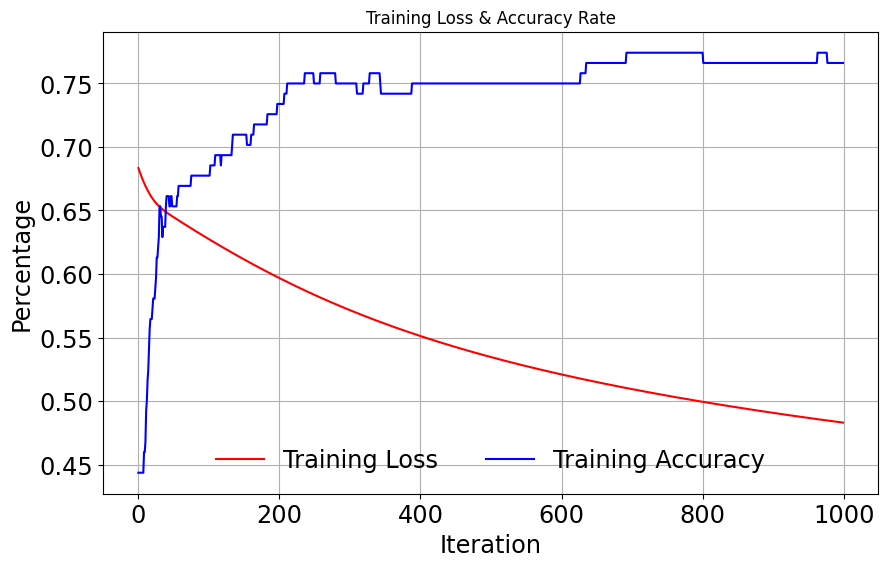 Training Loss & Accuracy Rate
Percentage
0.75
0.70
0.65
0.60
0.55
0.50
0.45
Training Loss
Training Accuracy
0
200
400
600
800
1000
Iteration